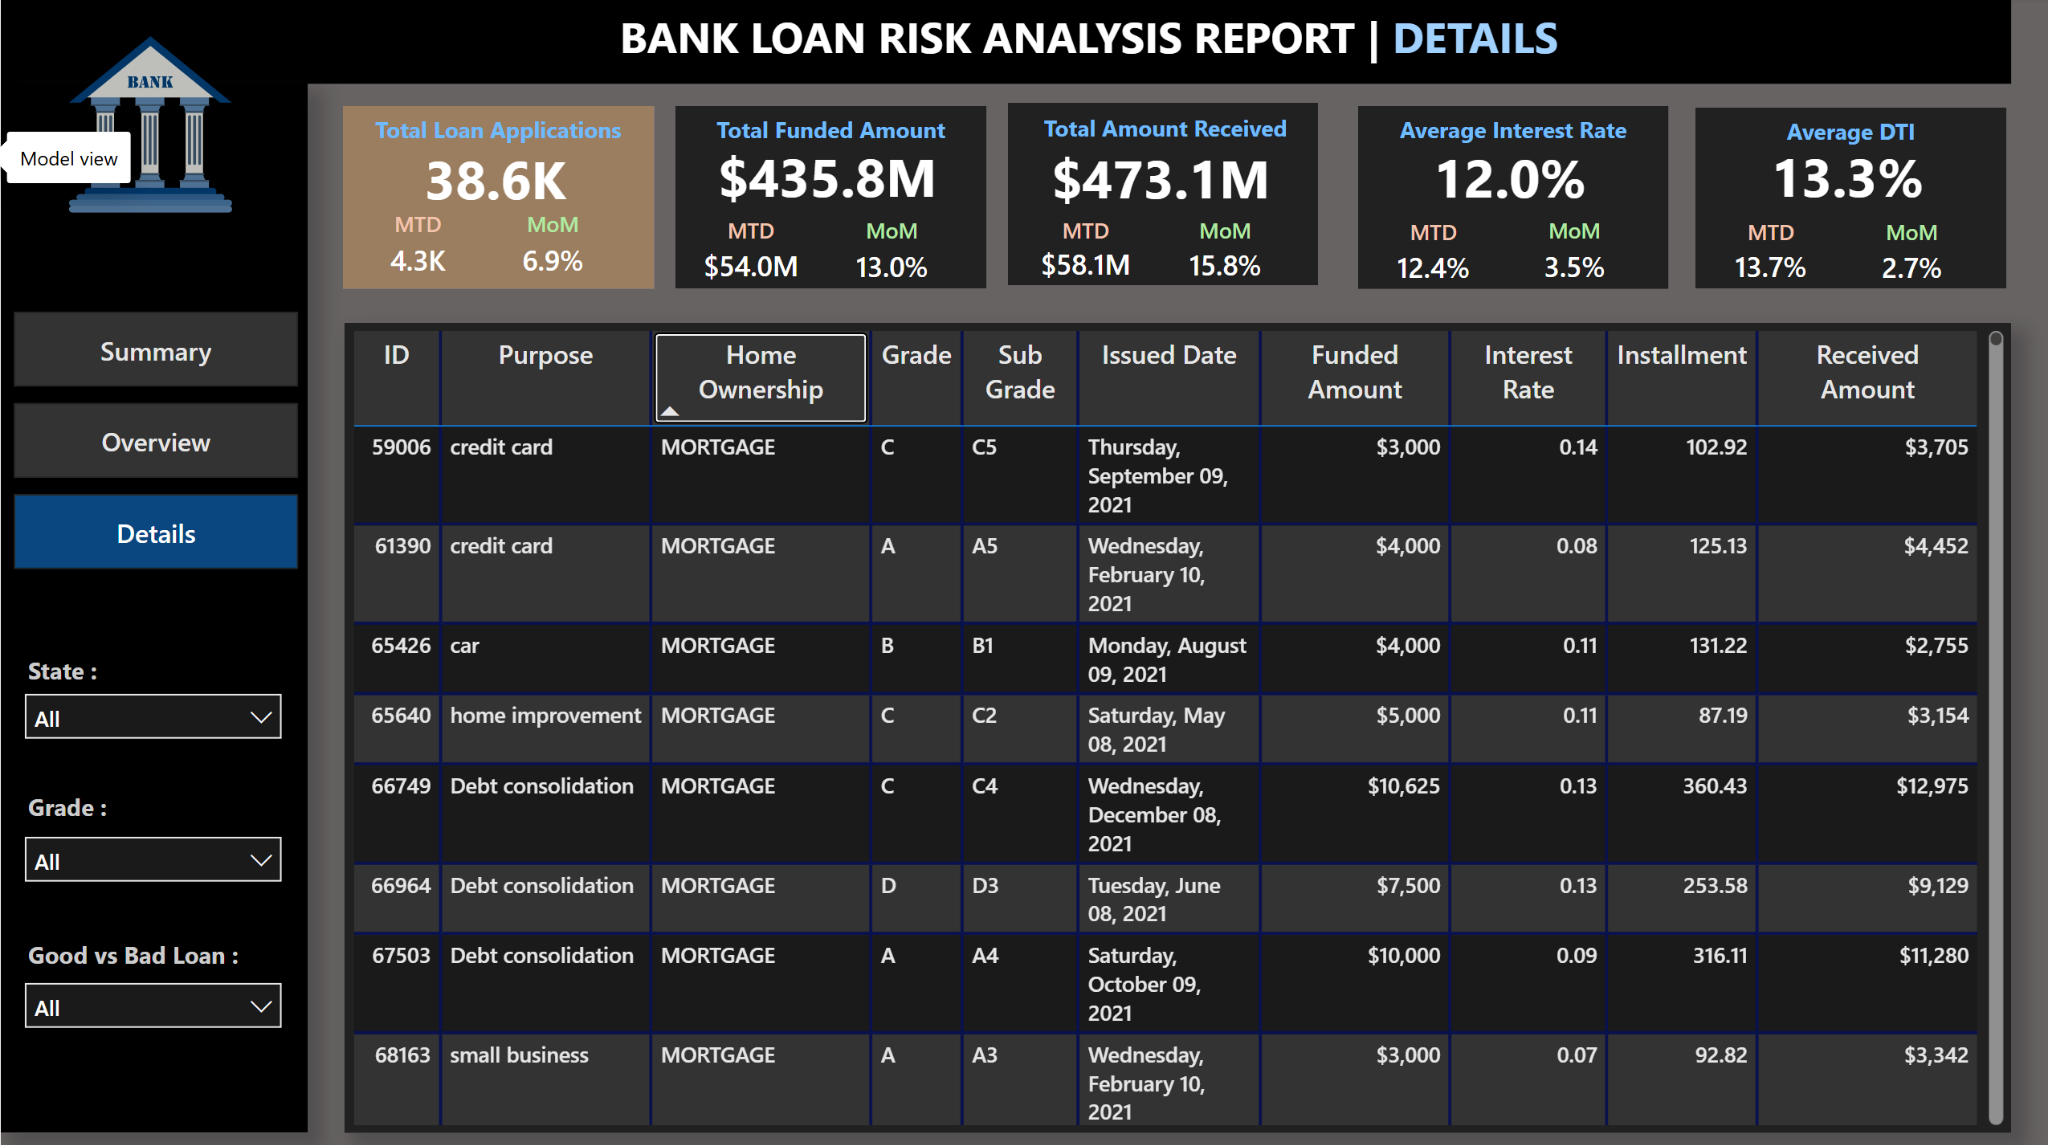 BANK LOAN RISK ANALYSIS REPORT | DETAILS
BANK
Model view
Total Loan Applications
38.6K
MTD MoM
4.3K 6.9%
Total Funded Amount
$435.8M
MTD MoM
$54.0M 13.0%
Total Amount Received
$473.1M
MTD MoM
$58.1M 15.8%
Average Interest Rate
12.0%
MTD MoM
12.4% 3.5%
Average DTI
13.3%
MTD MoM
13.7% 2.7%
Summary
Overview
Details
State :
All
Grade :
All
Good vs Bad Loan :
All
ID Purpose Home Grade Sub Issued Date Funded Interest Installment Received
Ownership Grade Amount Rate Amount
59006 credit card MORTGAGE C C5 Thursday, $3,000 0.14 102.92 $3,705
September 09,
2021
61390 credit card MORTGAGE A A5 Wednesday, $4,000 0.08 125.13 $4,452
February 10,
2021
65426 car MORTGAGE B B1 Monday, August $4,000 0.11 131.22 $2,755
09, 2021
65640 home improvement MORTGAGE C C2 Saturday, May $5,000 0.11 87.19 $3,154
08, 2021
66749 Debt consolidation MORTGAGE C C4 Wednesday, $10,625 0.13 360.43 $12,975
December 08,
2021
66964 Debt consolidation MORTGAGE D D3 Tuesday, June $7,500 0.13 253.58 $9,129
08, 2021
67503 Debt consolidation MORTGAGE A A4 Saturday, $10,000 0.09 316.11 $11,280
October 09,
2021
68163 small business MORTGAGE A A3 Wednesday, $3,000 0.07 92.82 $3,342
February 10,
2021